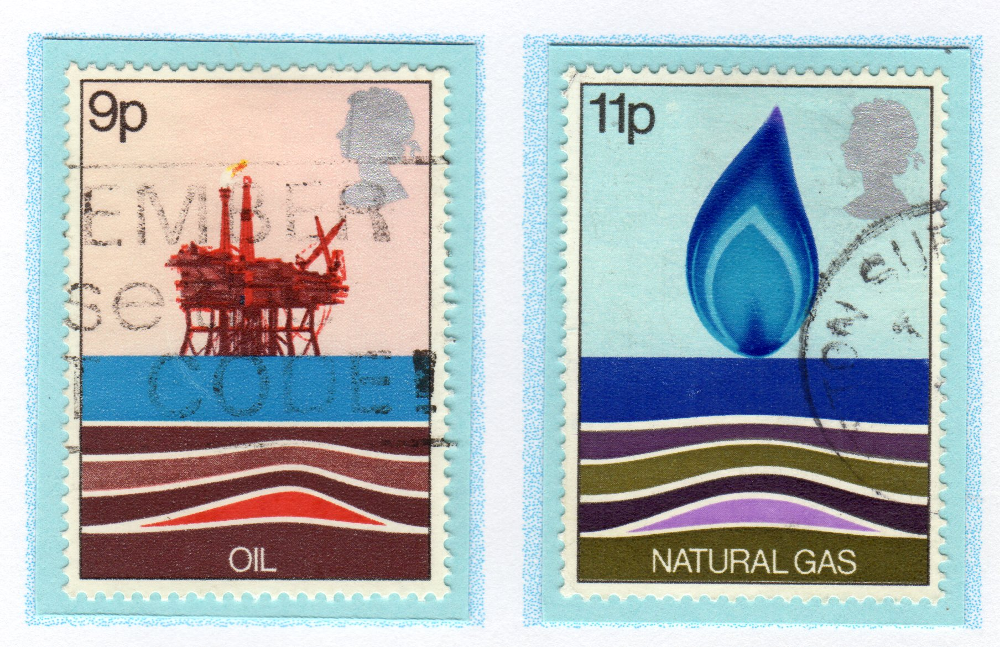 9p
EMBER
se
T CODE
OIL
11p
NATURAL GAS